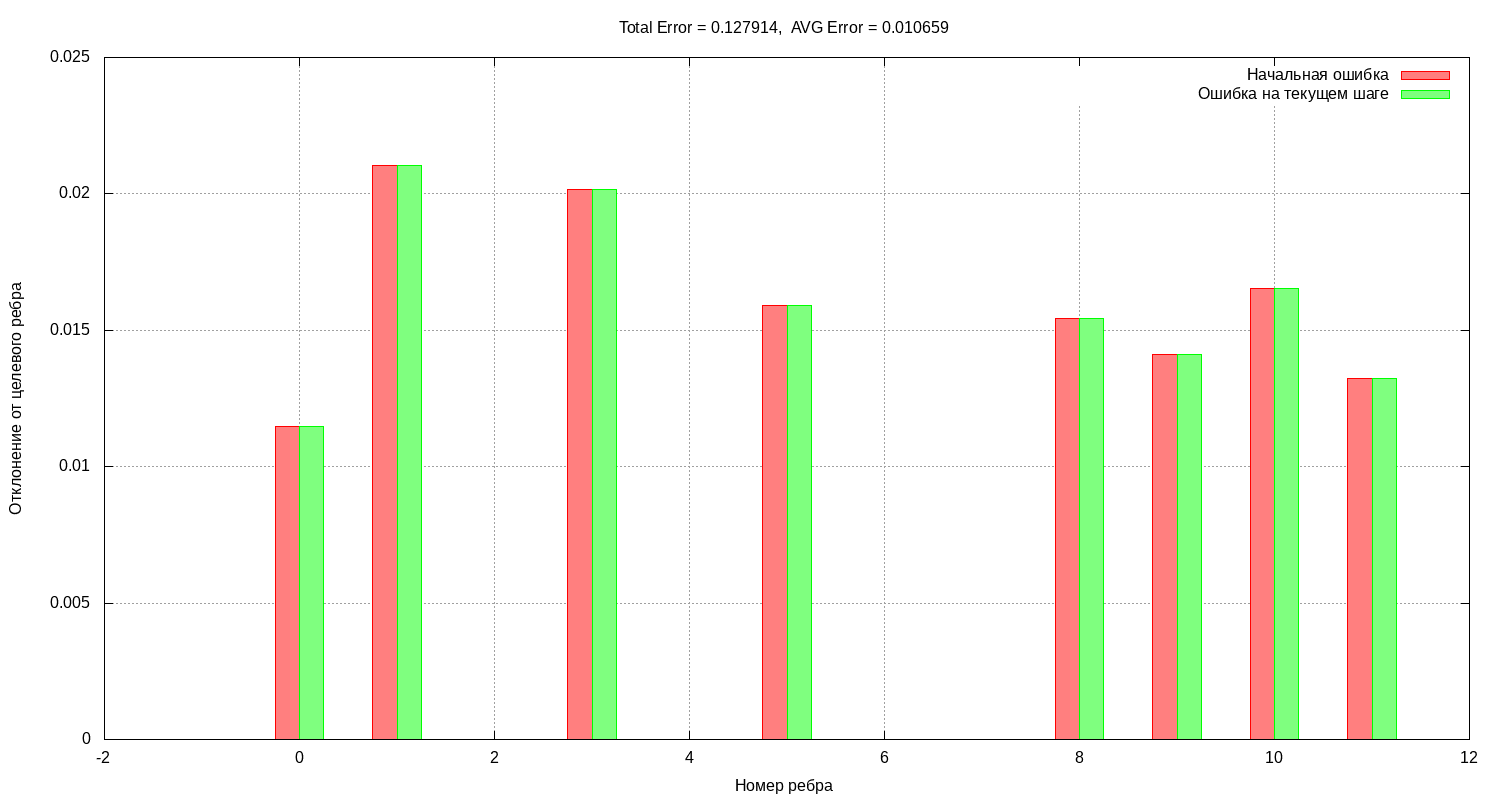 Total Error = 0.127914,  AVG Error = 0.010659
0.025
0.02
0.015
0.01
0.005
0
Отклонение от целевого ребра
Начальная ошибка
Ошибка на текущем шаге
-2 0 2 4 6 8 10 12
Номер ребра